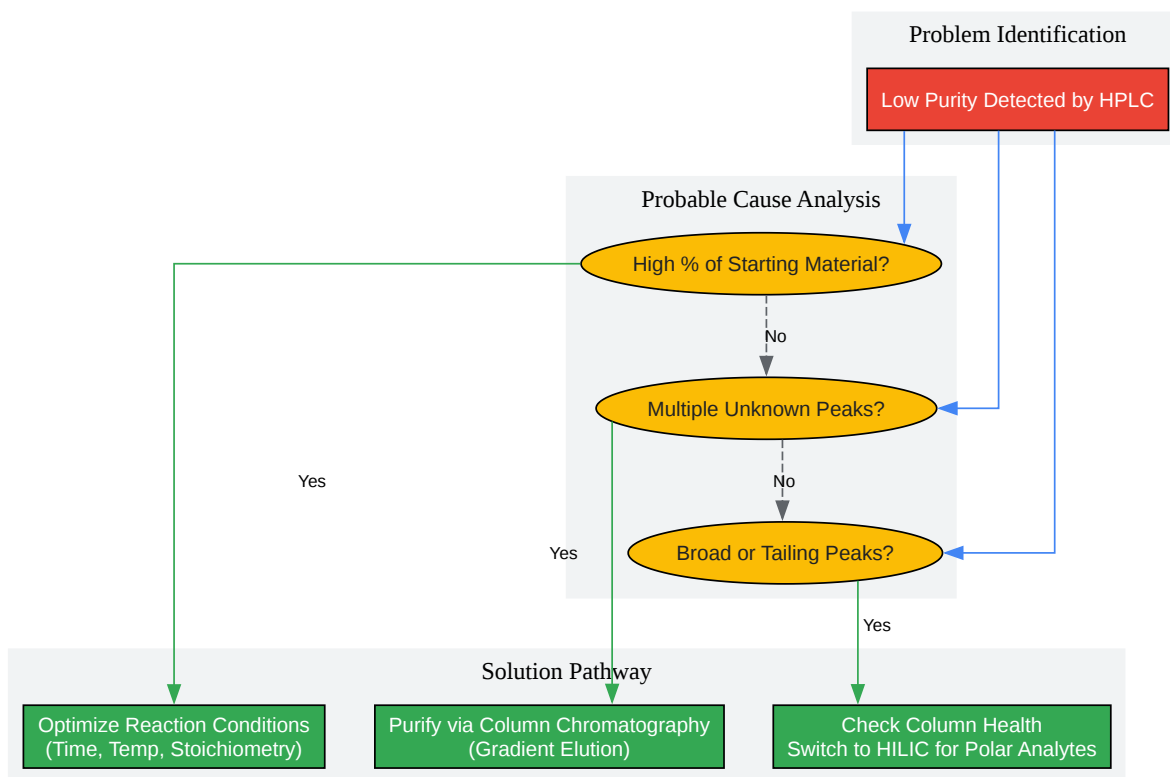 Problem Identification
Low Purity Detected by HPLC
Probable Cause Analysis
High % of Starting Material?
No
Multiple Unknown Peaks?
Yes
No
Yes
Broad or Tailing Peaks?
Yes
Solution Pathway
Optimize Reaction Conditions
(Time, Temp, Stoichiometry)
Purify via Column Chromatography
(Gradient Elution)
Check Column Health
Switch to HILIC for Polar Analytes